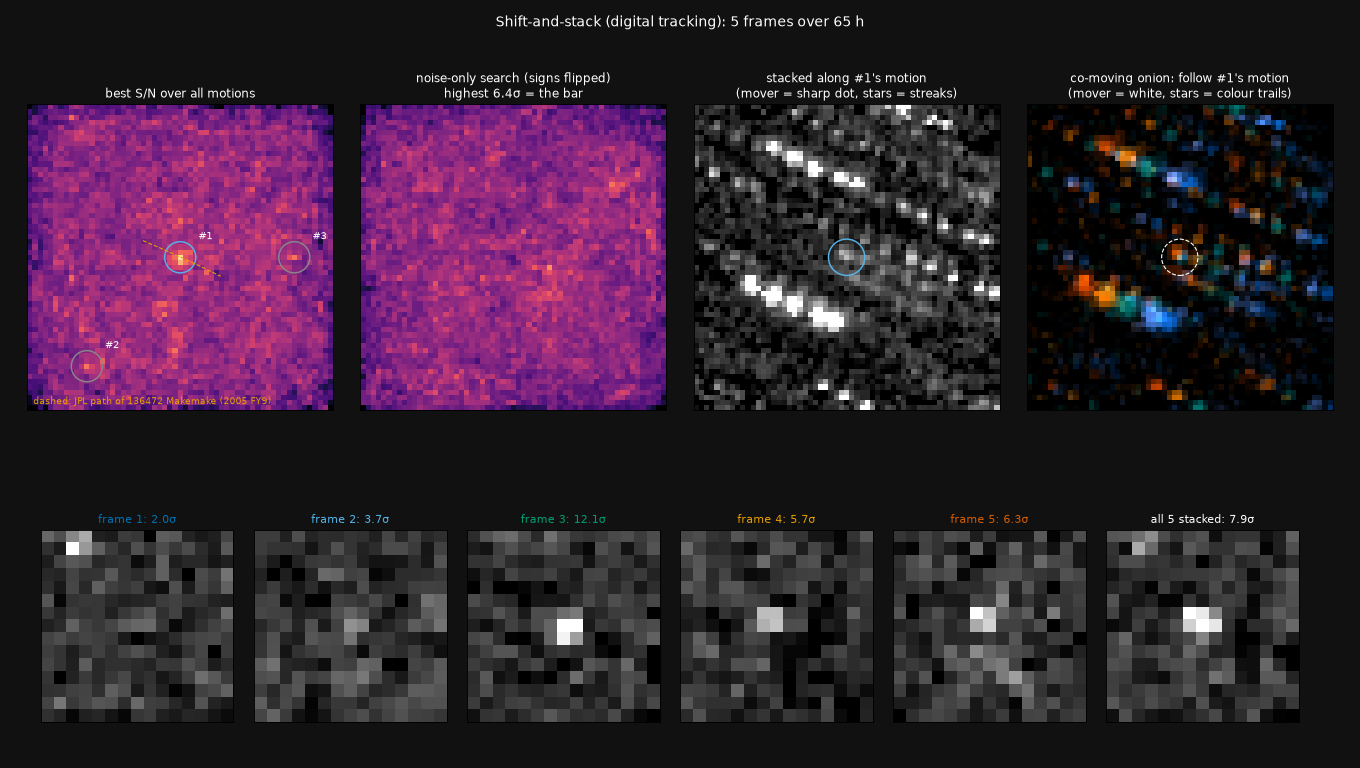 Shift-and-stack (digital tracking): 5 frames over 65 h
best S/N over all motions
noise-only search (signs flipped)
highest 6.4σ = the bar
stacked along #1's motion
(mover = sharp dot, stars = streaks)
co-moving onion: follow #1's motion
(mover = white, stars = colour trails)
#1
#3
#2
dashed: JPL path of 136472 Makemake (2005 FY9)
frame 1: 2.0σ
frame 2: 3.7σ
frame 3: 12.1σ
frame 4: 5.7σ
frame 5: 6.3σ
all 5 stacked: 7.9σ